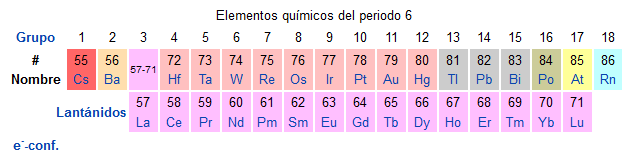 Elementos químicos del periodo 6
Grupo 1 2 3 4 5 6 7 8 9 10 11 12 13 14 15 16 17 18
# 55 56 57-71 72 73 74 75 76 77 78 79 80 81 82 83 84 85 86
Nombre Cs Ba Hf Ta W Re Os Ir Pt Au Hg Tl Pb Bi Po At Rn
57 58 59 60 61 62 63 64 65 66 67 68 69 70 71
Lantánidos La Ce Pr Nd Pm Sm Eu Gd Tb Dy Ho Er Tm Yb Lu
e⁻-conf.